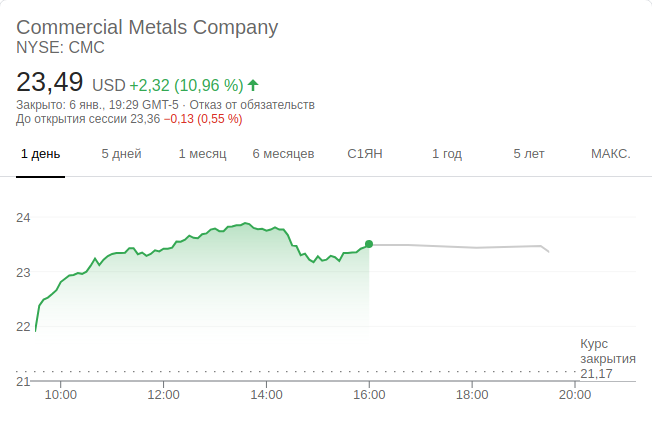 Commercial Metals Company
NYSE: CMC
23,49 USD +2,32 (10,96 %)
Закрыто: 6 янв., 19:29 GMT-5 · Отказ от обязательств
До открытия сессии 23,36 −0,13 (0,55 %)
1 день 5 дней 1 месяц 6 месяцев С1ЯН 1 год 5 лет МАКС.
24
23
22
Курс
закрытия
21,17
21
10:00 12:00 14:00 16:00 18:00 20:00